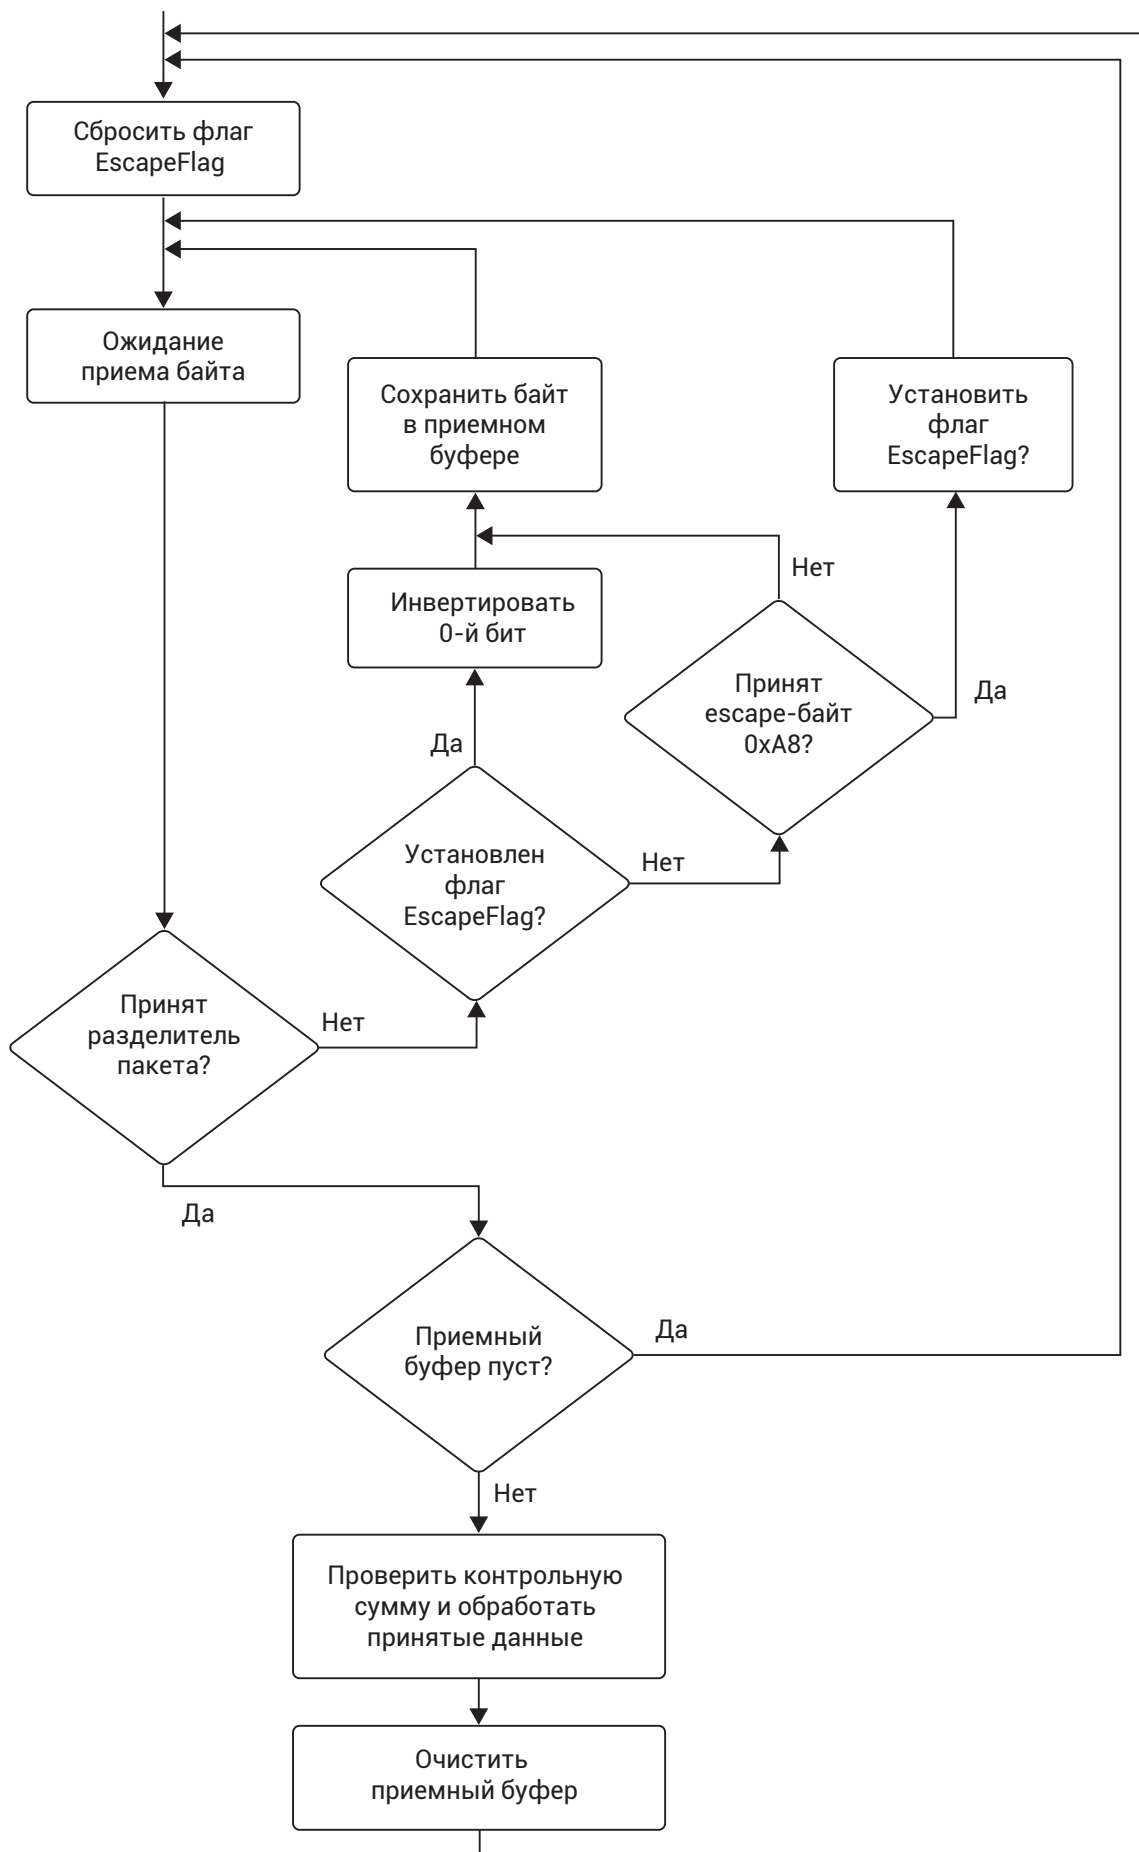 Сбросить флаг
EscapeFlag
Ожидание
приема байта
Сохранить байт
в приемном
буфере
Установить
флаг
EscapeFlag?
Нет
Инвертировать
0-й бит
Принят
escape-байт
0xA8?
Да
Да
Установлен
флаг
EscapeFlag?
Нет
Принят
разделитель
пакета?
Нет
Да
Приемный
буфер пуст?
Да
Нет
Проверить контрольную
сумму и обработать
принятые данные
Очистить
приемный буфер